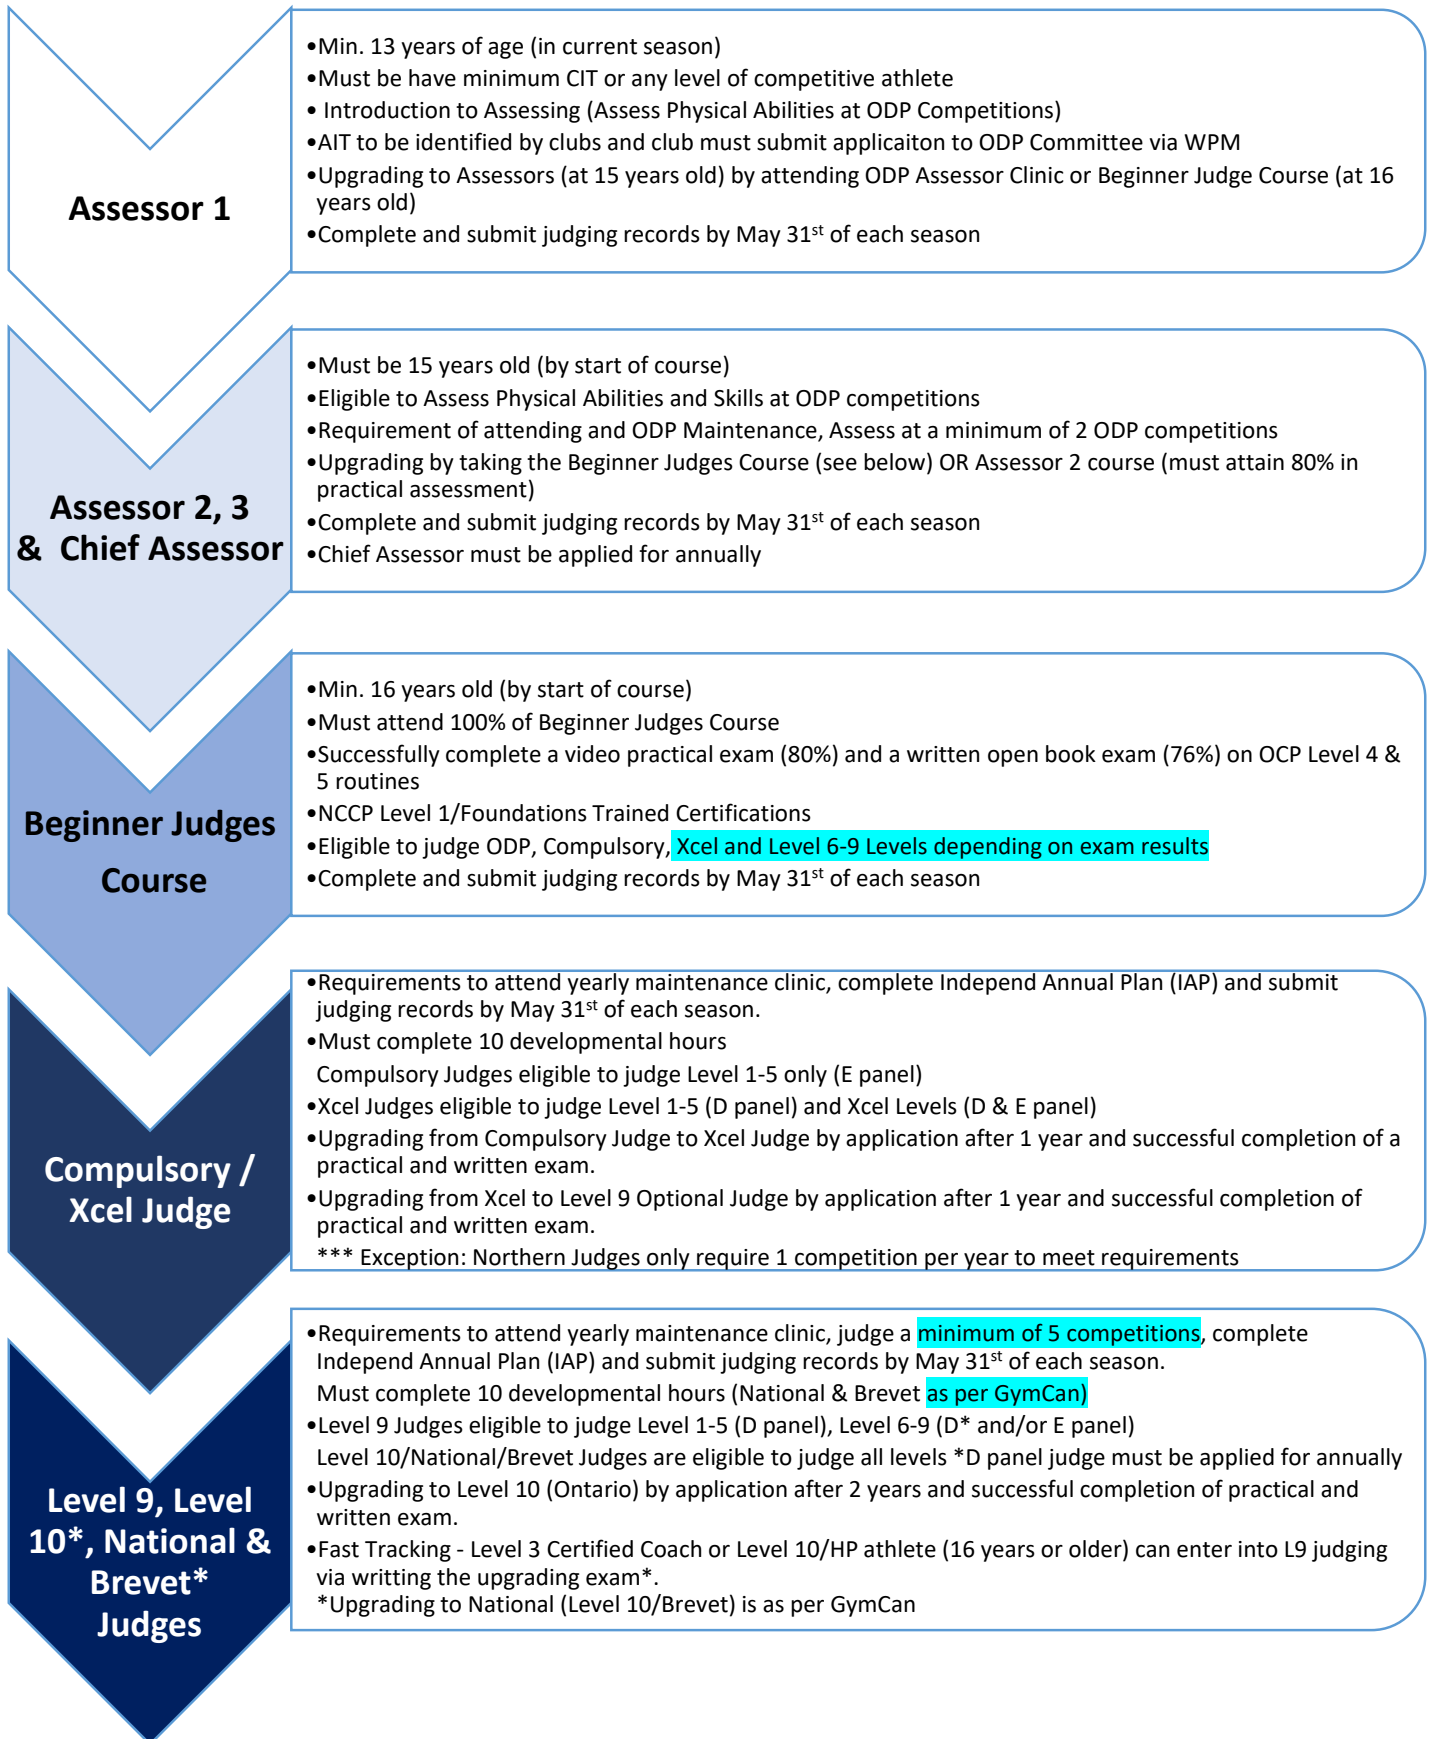 Assessor 1
•Min. 13 years of age (in current season)
•Must be have minimum CIT or any level of competitive athlete
• Introduction to Assessing (Assess Physical Abilities at ODP Competitions)
•AIT to be identified by clubs and club must submit applicaiton to ODP Committee via WPM
•Upgrading to Assessors (at 15 years old) by attending ODP Assessor Clinic or Beginner Judge Course (at 16
years old)
•Complete and submit judging records by May 31st of each season
Assessor 2, 3
& Chief Assessor
•Must be 15 years old (by start of course)
•Eligible to Assess Physical Abilities and Skills at ODP competitions
•Requirement of attending and ODP Maintenance, Assess at a minimum of 2 ODP competitions
•Upgrading by taking the Beginner Judges Course (see below) OR Assessor 2 course (must attain 80% in
practical assessment)
•Complete and submit judging records by May 31st of each season
•Chief Assessor must be applied for annually
Beginner Judges
Course
•Min. 16 years old (by start of course)
•Must attend 100% of Beginner Judges Course
•Successfully complete a video practical exam (80%) and a written open book exam (76%) on OCP Level 4 &
5 routines
•NCCP Level 1/Foundations Trained Certifications
•Eligible to judge ODP, Compulsory, Xcel and Level 6-9 Levels depending on exam results
•Complete and submit judging records by May 31st of each season
Compulsory /
Xcel Judge
•Requirements to attend yearly maintenance clinic, complete Independ Annual Plan (IAP) and submit
judging records by May 31st of each season.
•Must complete 10 developmental hours
Compulsory Judges eligible to judge Level 1-5 only (E panel)
•Xcel Judges eligible to judge Level 1-5 (D panel) and Xcel Levels (D & E panel)
•Upgrading from Compulsory Judge to Xcel Judge by application after 1 year and successful completion of a
practical and written exam.
•Upgrading from Xcel to Level 9 Optional Judge by application after 1 year and successful completion of
practical and written exam.
*** Exception: Northern Judges only require 1 competition per year to meet requirements
Level 9, Level
10*, National &
Brevet*
Judges
•Requirements to attend yearly maintenance clinic, judge a minimum of 5 competitions, complete
Independ Annual Plan (IAP) and submit judging records by May 31st of each season.
Must complete 10 developmental hours (National & Brevet as per GymCan)
•Level 9 Judges eligible to judge Level 1-5 (D panel), Level 6-9 (D* and/or E panel)
Level 10/National/Brevet Judges are eligible to judge all levels *D panel judge must be applied for annually
•Upgrading to Level 10 (Ontario) by application after 2 years and successful completion of practical and
written exam.
•Fast Tracking - Level 3 Certified Coach or Level 10/HP athlete (16 years or older) can enter into L9 judging
via writting the upgrading exam*.
*Upgrading to National (Level 10/Brevet) is as per GymCan